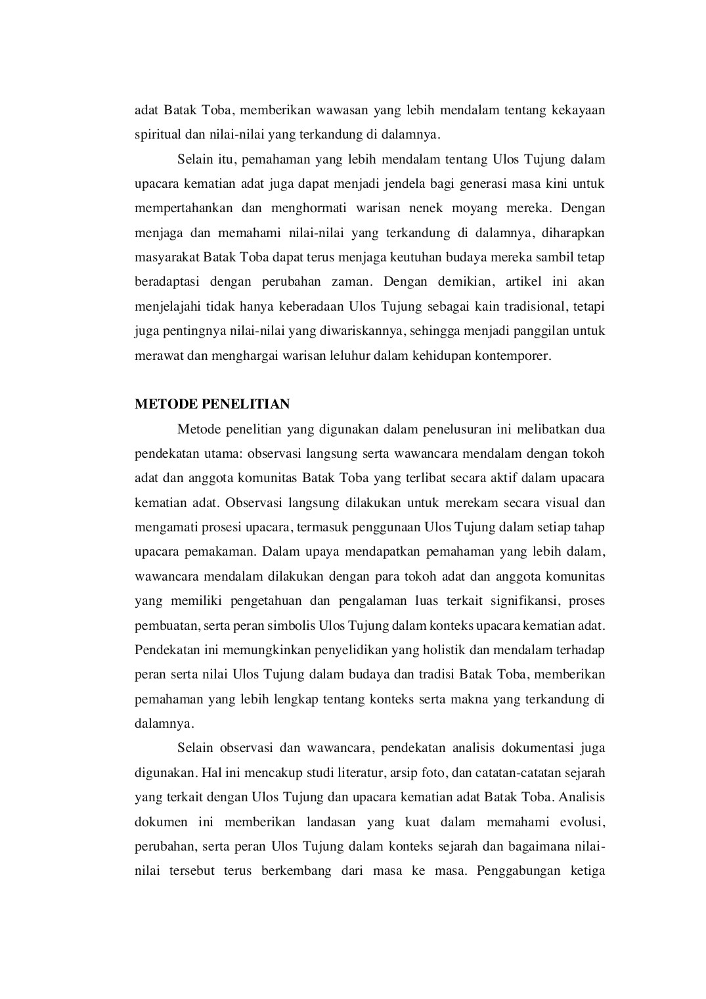 adat Batak Toba, memberikan wawasan yang lebih mendalam tentang kekayaan
spiritual dan nilai-nilai yang terkandung di dalamnya.
Selain itu, pemahaman yang lebih mendalam tentang Ulos Tujung dalam
upacara kematian adat juga dapat menjadi jendela bagi generasi masa kini untuk
mempertahankan dan menghormati warisan nenek moyang mereka. Dengan
menjaga dan memahami nilai-nilai yang terkandung di dalamnya, diharapkan
masyarakat Batak Toba dapat terus menjaga keutuhan budaya mereka sambil tetap
beradaptasi dengan perubahan zaman. Dengan demikian, artikel ini akan
menjelajahi tidak hanya keberadaan Ulos Tujung sebagai kain tradisional, tetapi
juga pentingnya nilai-nilai yang diwariskannya, sehingga menjadi panggilan untuk
merawat dan menghargai warisan leluhur dalam kehidupan kontemporer.
METODE PENELITIAN
Metode penelitian yang digunakan dalam penelusuran ini melibatkan dua
pendekatan utama: observasi langsung serta wawancara mendalam dengan tokoh
adat dan anggota komunitas Batak Toba yang terlibat secara aktif dalam upacara
kematian adat. Observasi langsung dilakukan untuk merekam secara visual dan
mengamati prosesi upacara, termasuk penggunaan Ulos Tujung dalam setiap tahap
upacara pemakaman. Dalam upaya mendapatkan pemahaman yang lebih dalam,
wawancara mendalam dilakukan dengan para tokoh adat dan anggota komunitas
yang memiliki pengetahuan dan pengalaman luas terkait signifikansi, proses
pembuatan, serta peran simbolis Ulos Tujung dalam konteks upacara kematian adat.
Pendekatan ini memungkinkan penyelidikan yang holistik dan mendalam terhadap
peran serta nilai Ulos Tujung dalam budaya dan tradisi Batak Toba, memberikan
pemahaman yang lebih lengkap tentang konteks serta makna yang terkandung di
dalamnya.
Selain observasi dan wawancara, pendekatan analisis dokumentasi juga
digunakan. Hal ini mencakup studi literatur, arsip foto, dan catatan-catatan sejarah
yang terkait dengan Ulos Tujung dan upacara kematian adat Batak Toba. Analisis
dokumen ini memberikan landasan yang kuat dalam memahami evolusi,
perubahan, serta peran Ulos Tujung dalam konteks sejarah dan bagaimana nilai-
nilai tersebut terus berkembang dari masa ke masa. Penggabungan ketiga